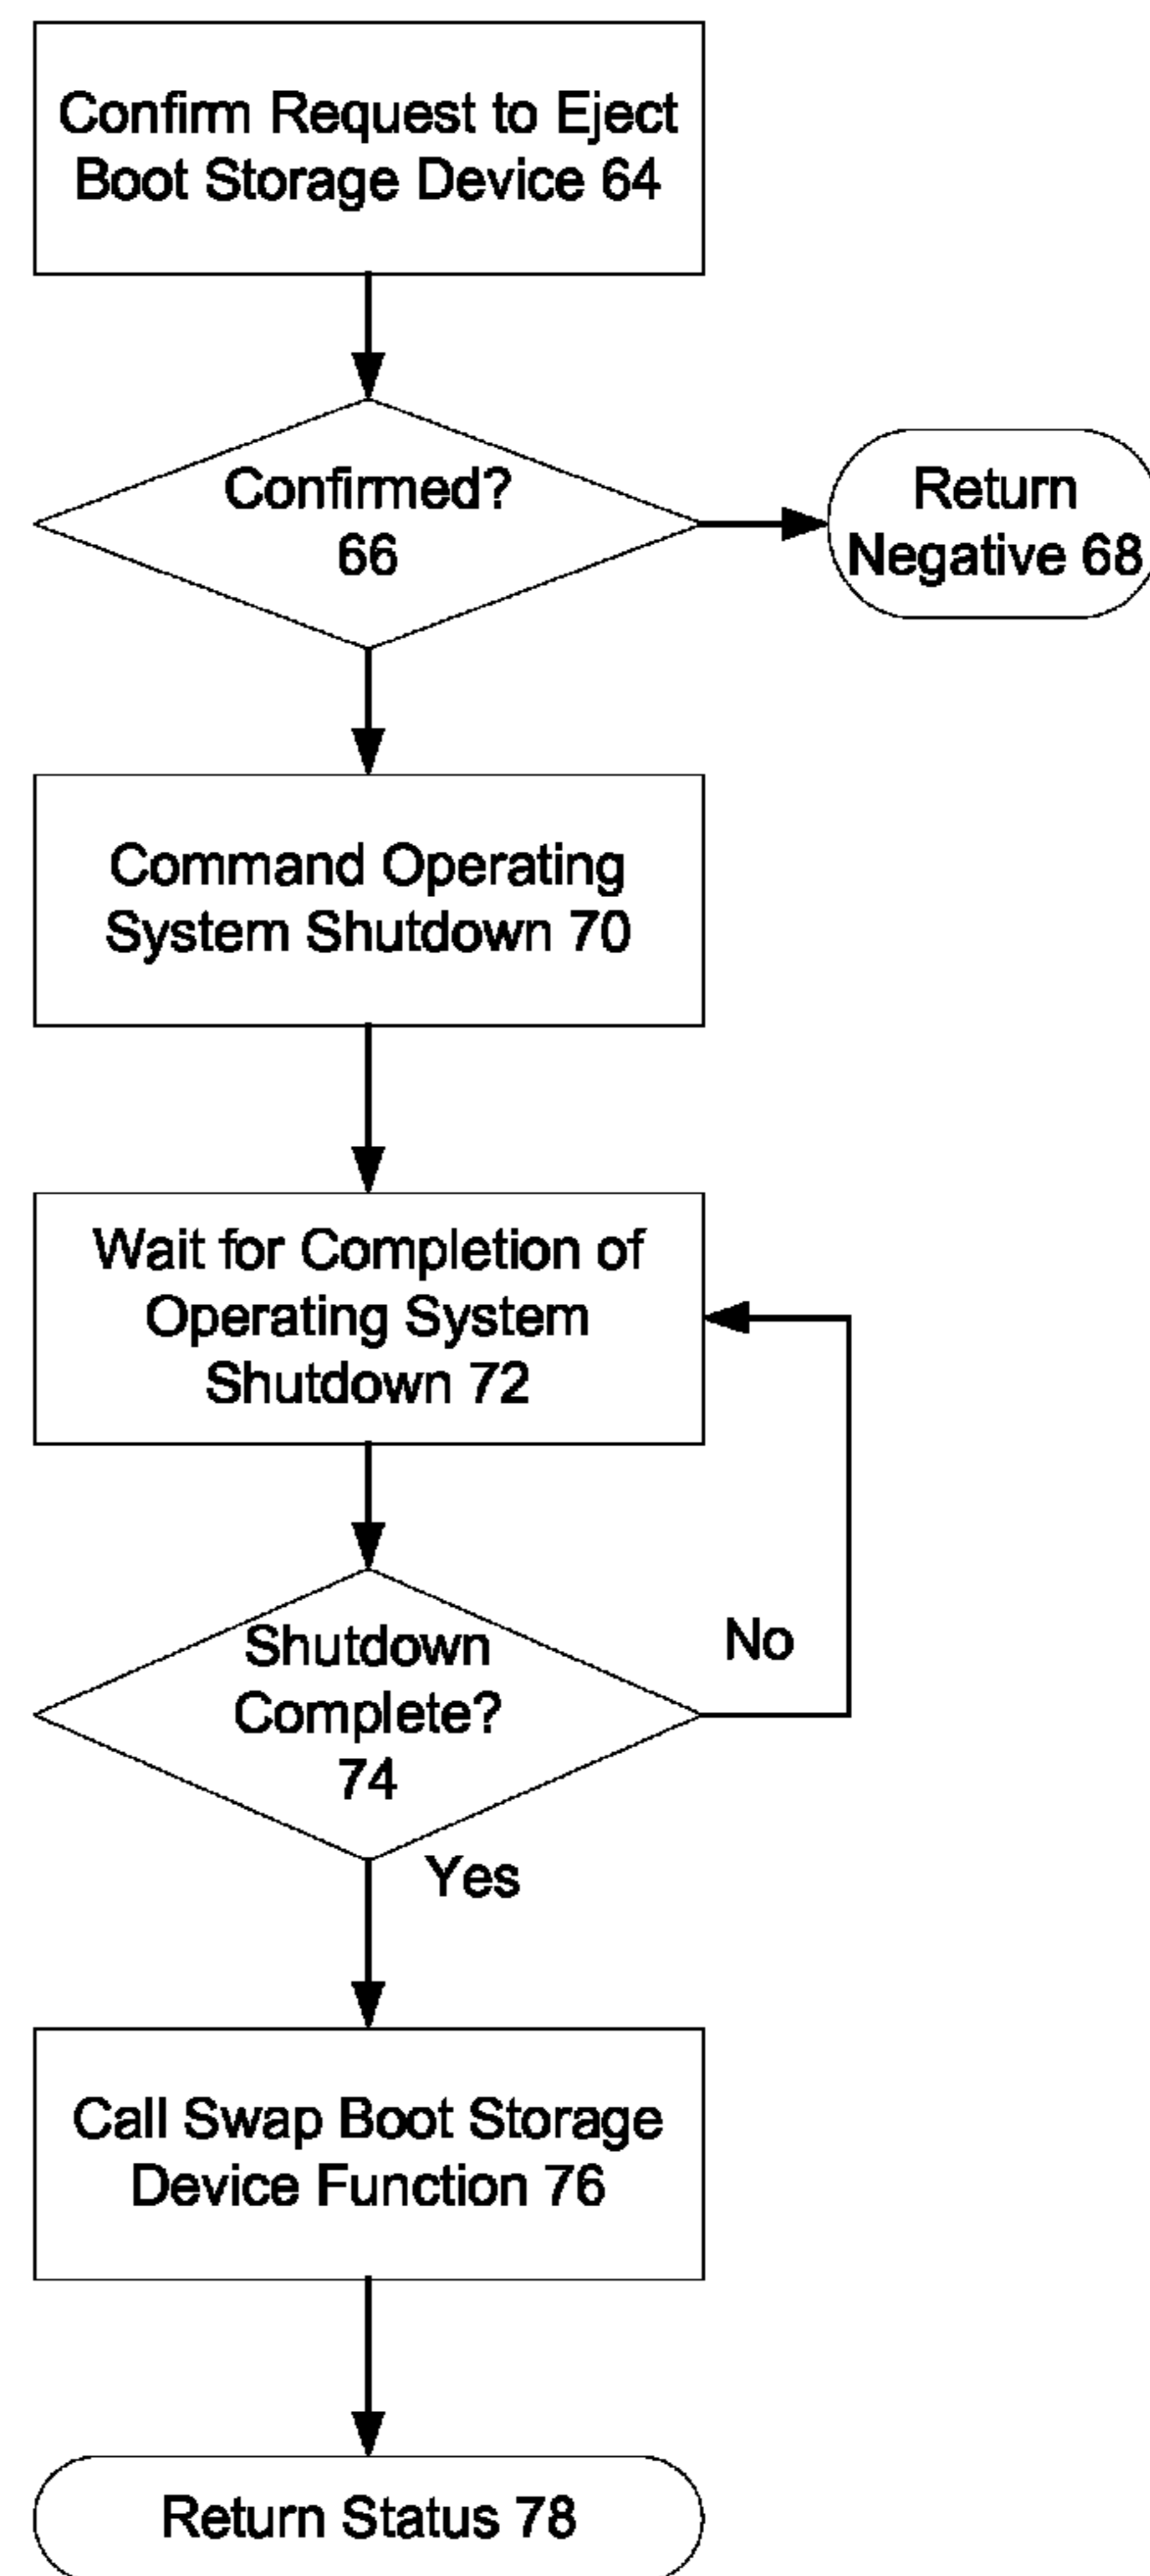 Confirm Request to Eject
Boot Storage Device 64
Confirmed?
66
Return
Negative 68
Command Operating
System Shutdown 70
Wait for Completion of
Operating System
Shutdown 72
Shutdown
Complete?
74
No
Yes
Call Swap Boot Storage
Device Function 76
Return Status 78